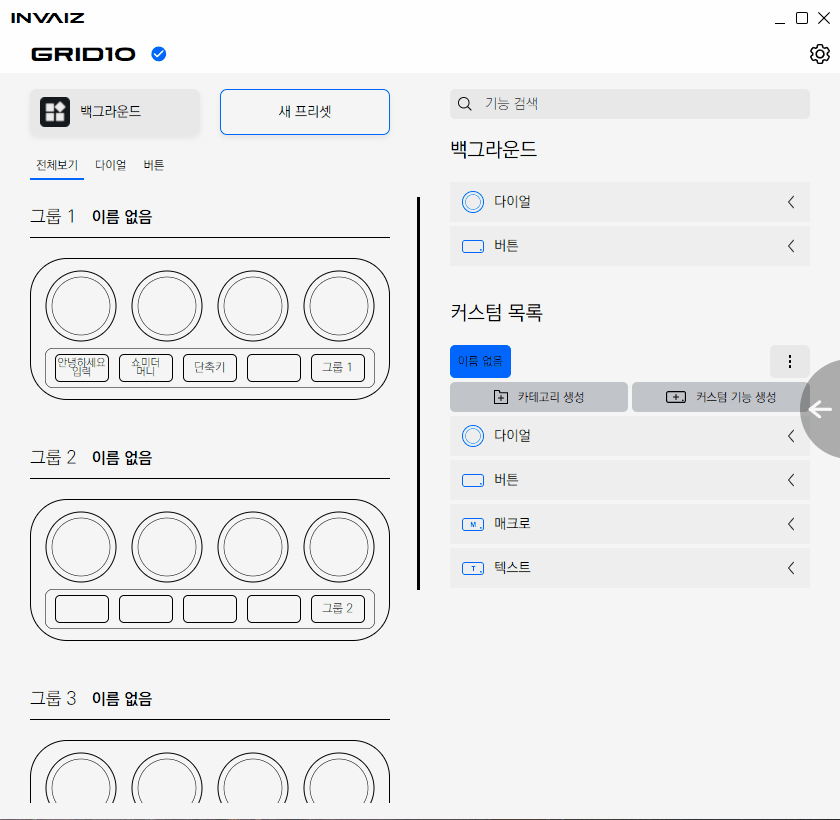 INVAIZ
GRID10
백그라운드
새 프리셋
전체보기 다이얼 버튼
그룹 1 이름 없음
안녕하세요
입력
쇼미더
머니
단축키
그룹 1
그룹 2 이름 없음
그룹 2
그룹 3 이름 없음
기능 검색
백그라운드
다이얼
버튼
커스텀 목록
이름 없음
카테고리 생성
커스텀 기능 생성
다이얼
버튼
M 매크로
T 텍스트